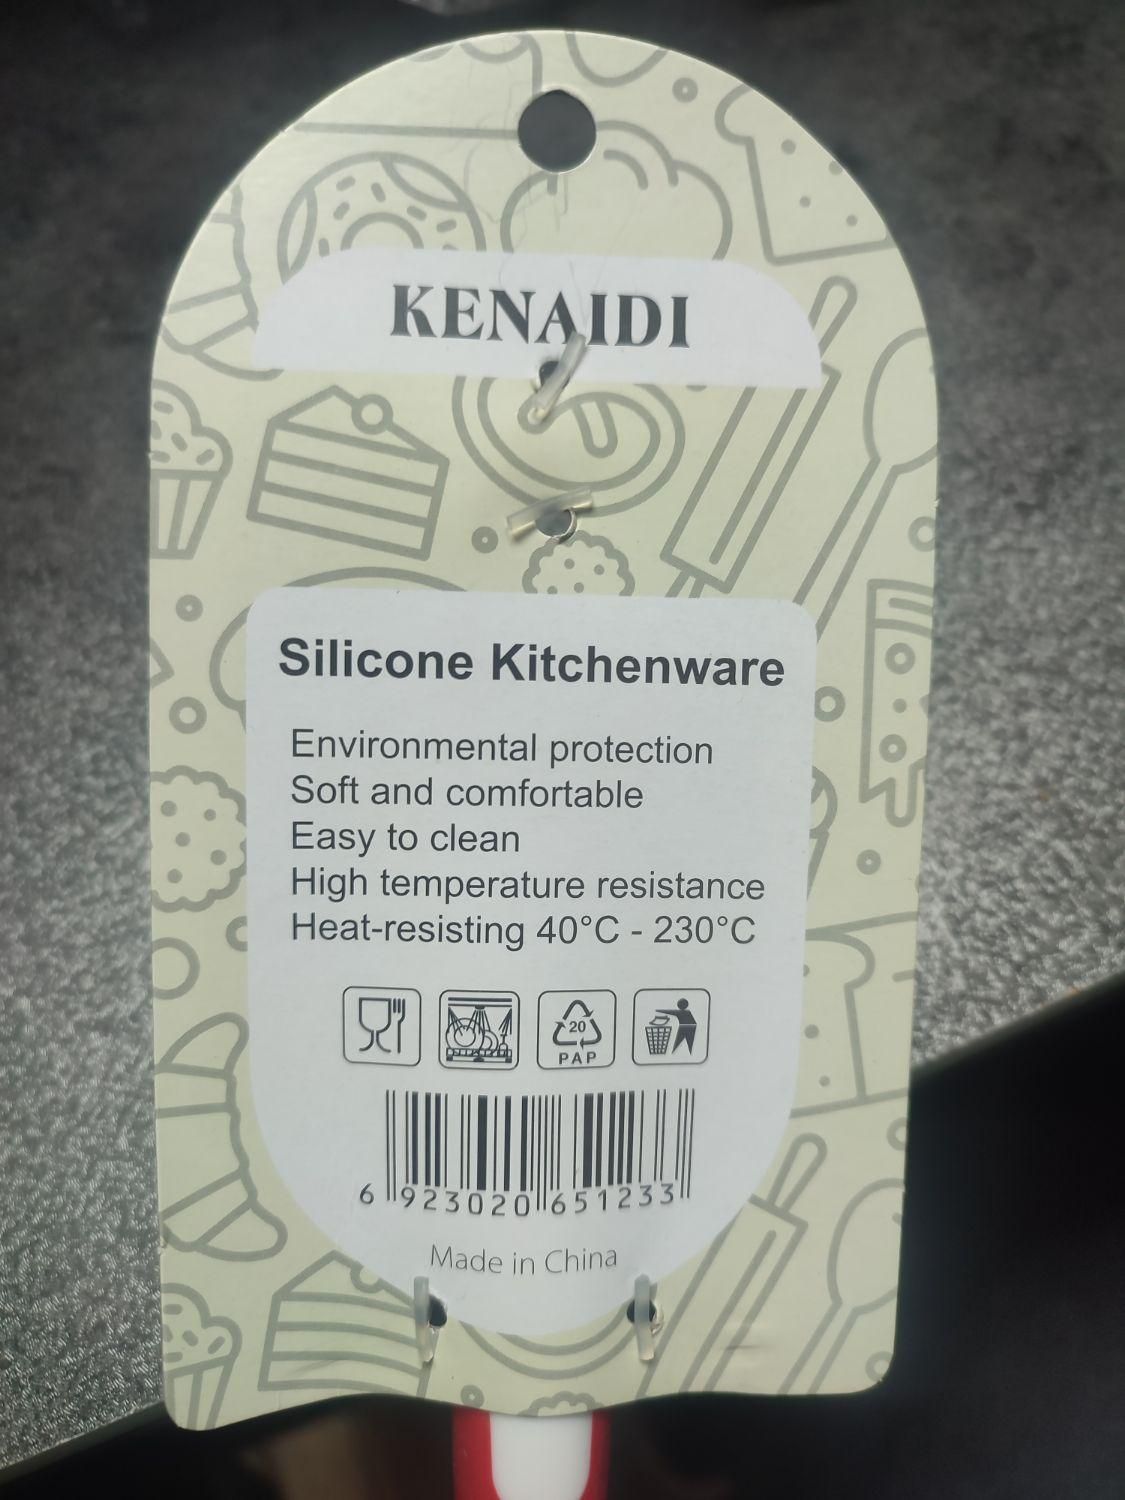 KENAIDI
Silicone Kitchenware
Environmental protection
Soft and comfortable
Easy to clean
High temperature resistance
Heat-resisting 40°C - 230°C
20
PAP
6 923020 651233
Made in China